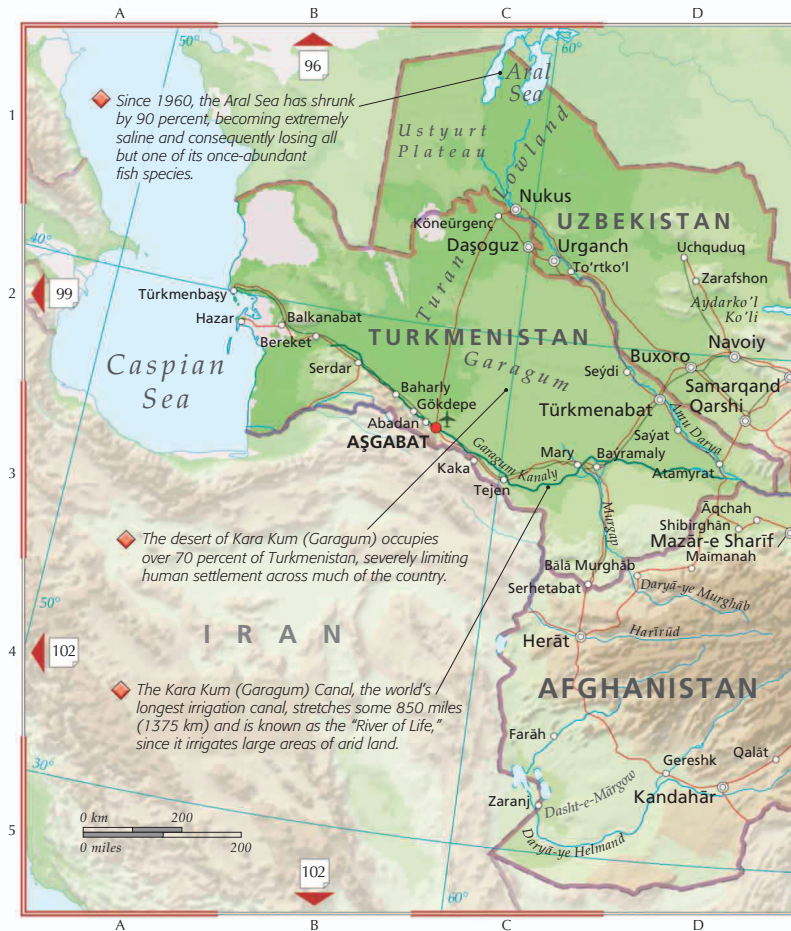 A
B
C
D
50°
60°
96
1
Aral
Sea
Since 1960, the Aral Sea has shrunk
by 90 percent, becoming extremely
saline and consequently losing all
but one of its once-abundant
fish species.
Ustyurt
Plateau
Turan Lowland
Nukus
Köneürgenç
UZBEKISTAN
40°
Daşoguz
Urganch
To'rtko'l
Uchquduq
99
2
Türkmenbaşy
Zarafshon
Aydarko'l
Ko'li
Hazar
Balkanabat
TURKMENISTAN
Bereket
Garagum
Navoiy
Buxoro
Caspian
Sea
Serdar
Seýdi
Samarqand
Baharly
Türkmenabat
Qarshi
Gökdepe
Abadan
AŞGABAT
Saýat
Amu Darya
Garagum Kanaly
Mary
Baýramaly
3
Kaka
Atamyrat
Tejen
Murgap
Āqchah
Shibirghān
Mazār-e Sharīf
The desert of Kara Kum (Garagum) occupies
over 70 percent of Turkmenistan, severely limiting
human settlement across much of the country.
Bālā Murghāb
Maīmanah
Serhetabat
Daryā-ye Murghāb
50°
IRAN
Harīrūd
Herāt
102
4
AFGHANISTAN
The Kara Kum (Garagum) Canal, the world's
longest irrigation canal, stretches some 850 miles
(1375 km) and is known as the "River of Life,"
since it irrigates large areas of arid land.
Farāh
Gereshk
Qalāt
30°
Zaranj
Dasht-e-Mārgow
Kandahār
0 km
200
0 miles
200
5
Daryā-ye Helmand
102
60°
A
B
C
D